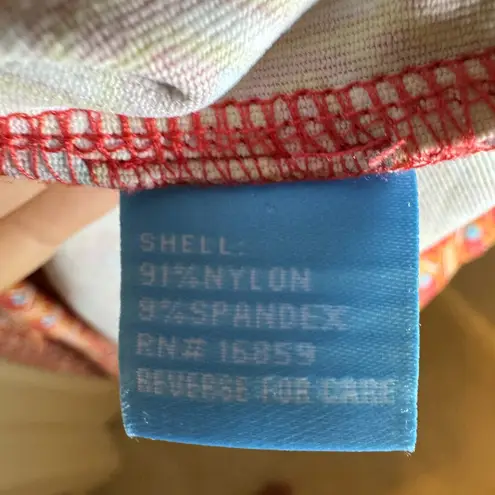 SHELL:
91%NYLON
9%SPANDEX
RN# 16859
REVERSE FOR CARE